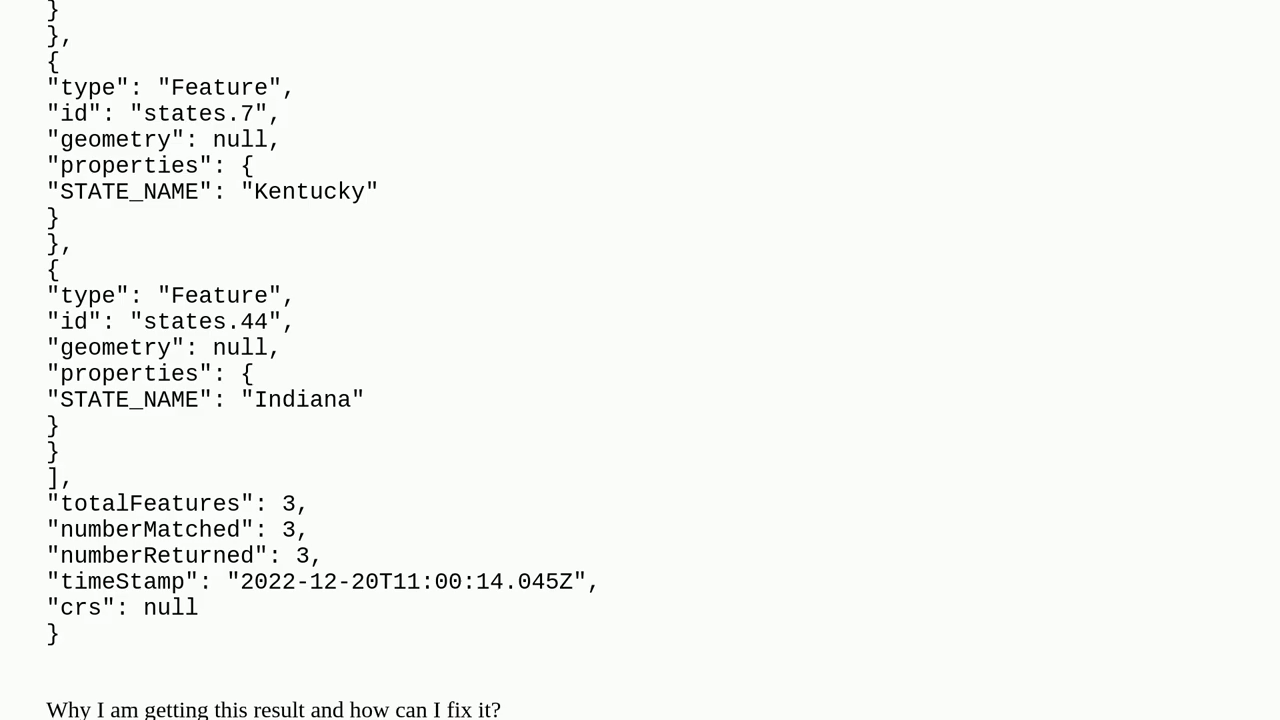 }
},
{
"type": "Feature",
"id": "states.7",
"geometry": null,
"properties": {
"STATE_NAME": "Kentucky"
}
},
{
"type": "Feature",
"id": "states.44",
"geometry": null,
"properties": {
"STATE_NAME": "Indiana"
}
}
],
"totalFeatures": 3,
"numberMatched": 3,
"numberReturned": 3,
"timeStamp": "2022-12-20T11:00:14.045Z",
"crs": null
}
Why I am getting this result and how can I fix it?